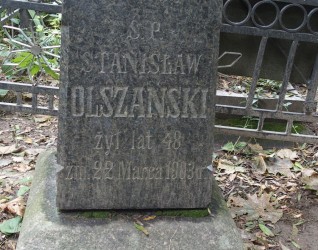 Ś P
STANISŁAW
OLSZAŃSKI
żył lat 48
zm. 22 Marca 1903 r.